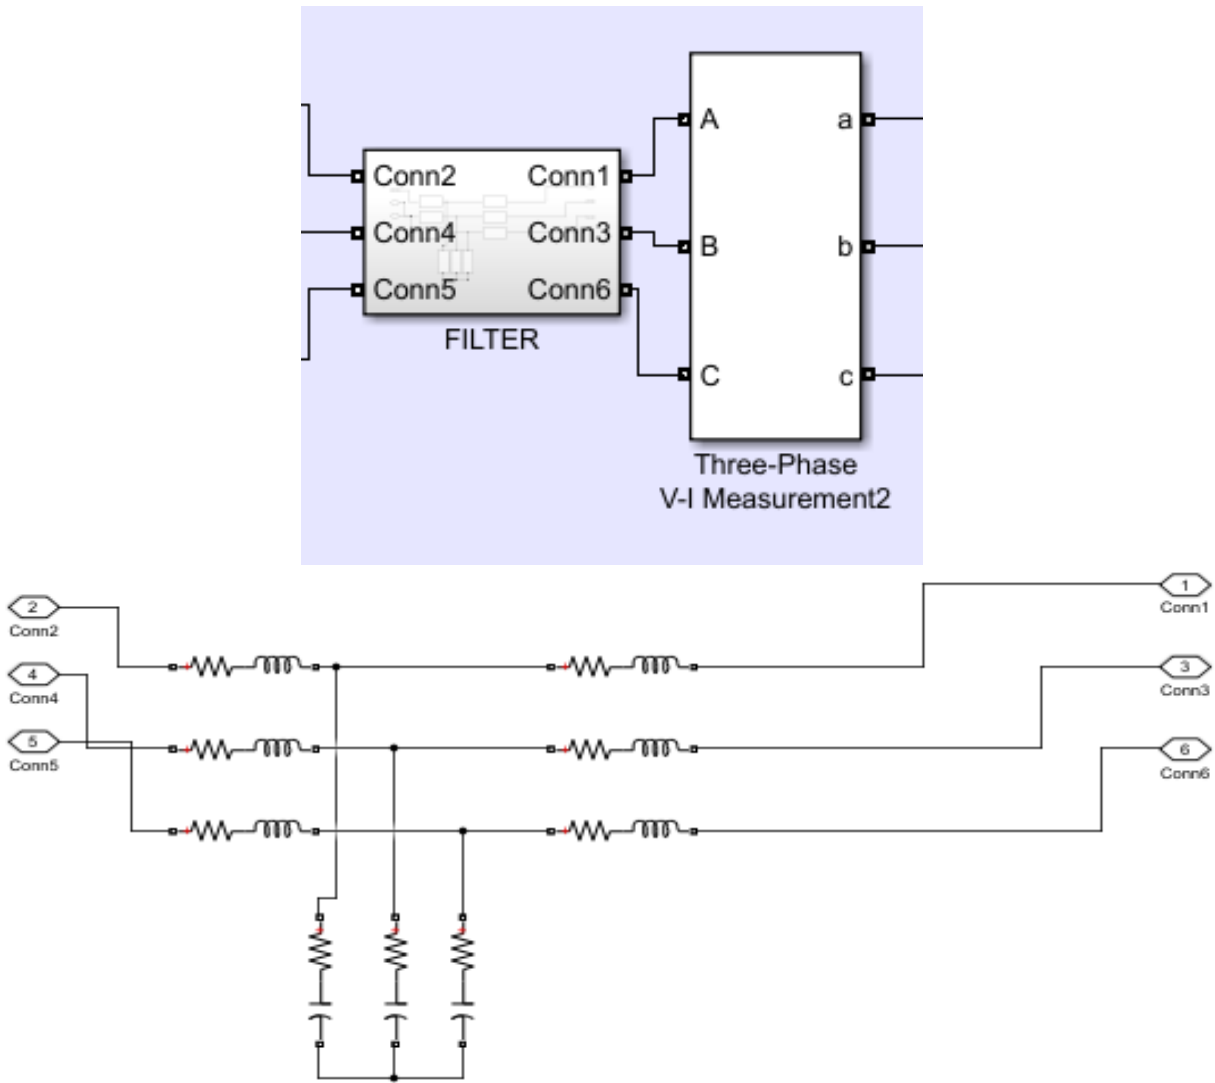 A a
Conn2 Conn1
Conn4 Conn3
B b
Conn5 Conn6
FILTER
C c
Three-Phase
V-I Measurement2
2
Conn2
1
Conn1
4
Conn4
3
Conn3
5
Conn5
6
Conn6